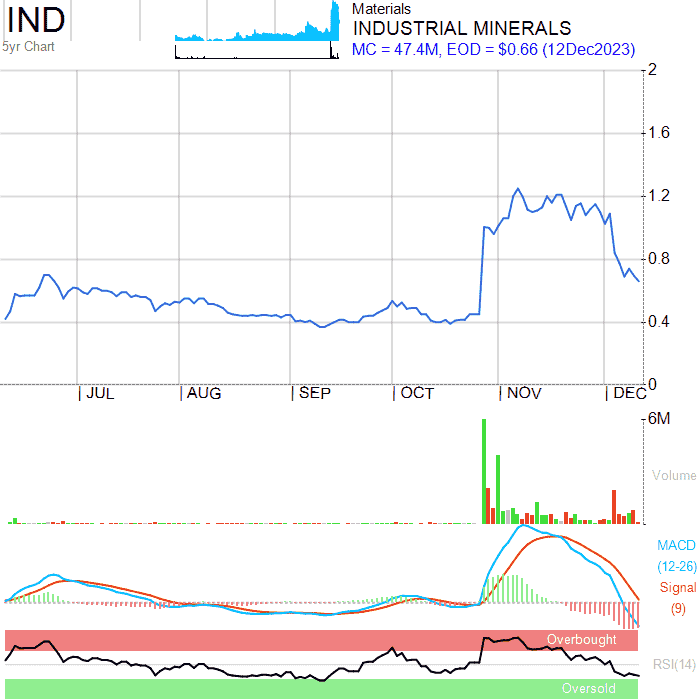 IND
5yr Chart
Materials
INDUSTRIAL MINERALS
MC = 47.4M, EOD = $0.66 (12Dec2023)
2
1.6
1.2
0.8
0.4
0
JUL AUG SEP OCT NOV DEC
6M
Volume
MACD
(12-26)
Signal
(9)
Overbought
RSI(14)
Oversold